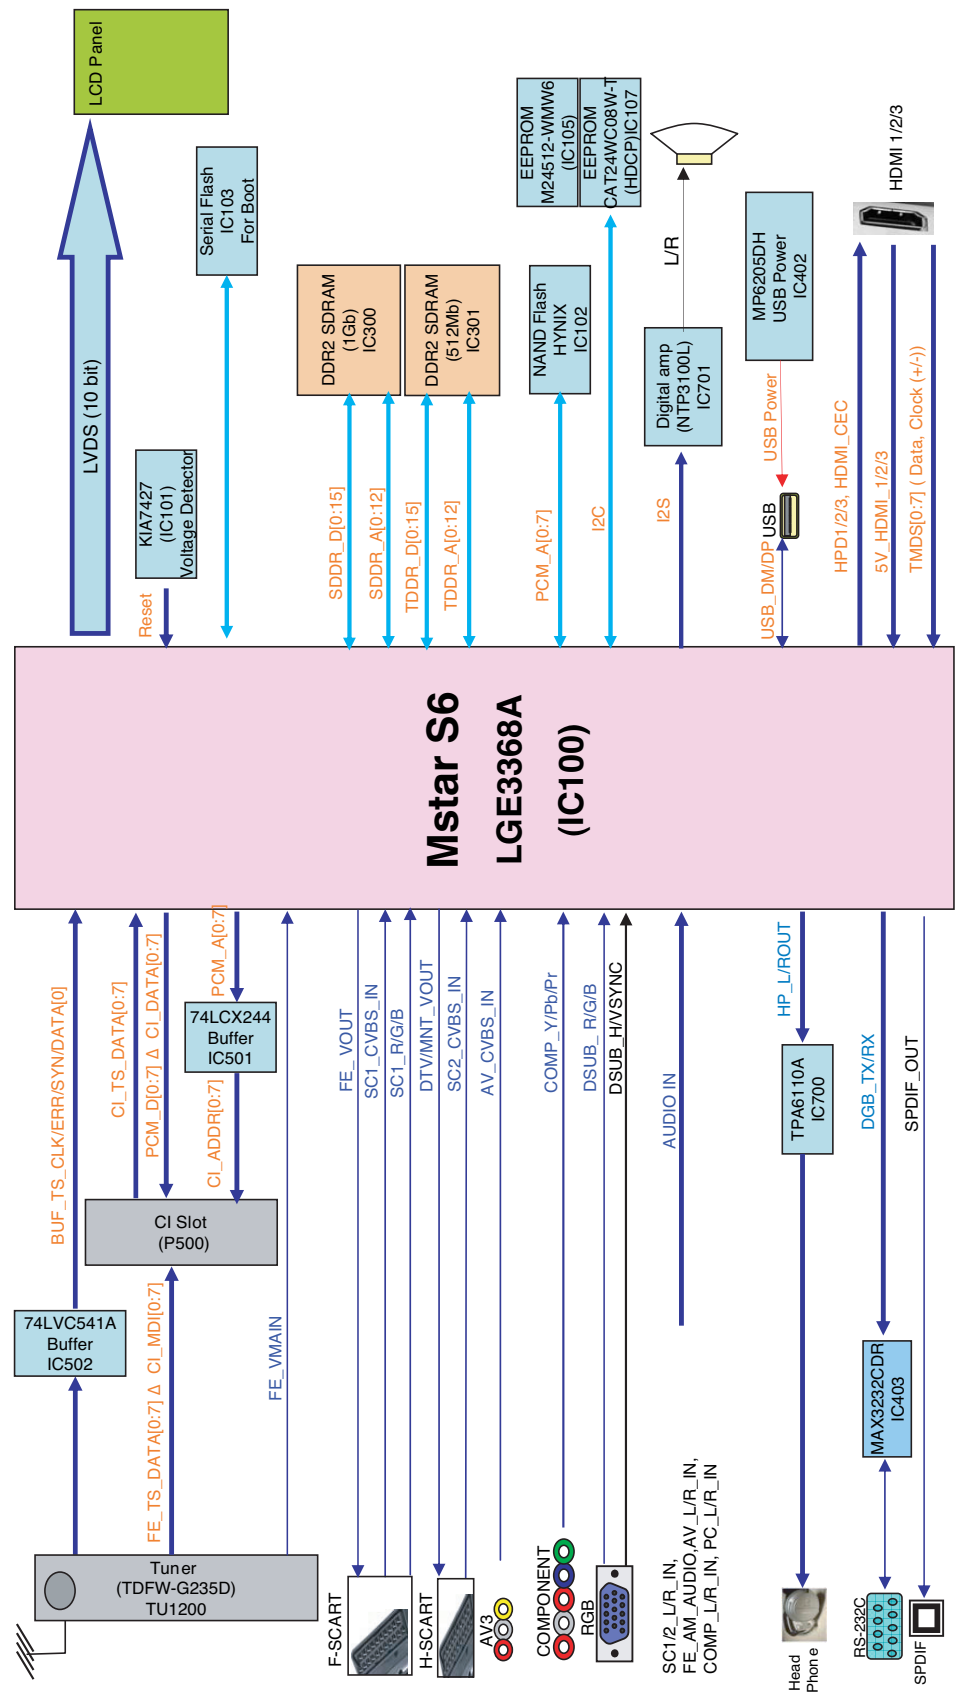 LCD Panel
LVDS (10 bit)
Serial Flash
IC103
For Boot
KIA7427
(IC101)
Voltage Detector
Reset
DDR2 SDRAM
(1Gb)
IC300
DDR2 SDRAM
(512Mb)
IC301
SDDR_D[0:15]
SDDR_A[0:12]
TDDR_D[0:15]
TDDR_A[0:12]
EEPROM
M24512-WMW6
(IC105)
EEPROM
CAT24WC08W-T
(HDCP)IC107
NAND Flash
HYNIX
IC102
PCM_A[0:7]
I2C
L/R
Digital amp
(NTP3100L)
IC701
I2S
MP6205DH
USB Power
IC402
USB Power
USB
USB_DM/DP
HDMI 1/2/3
HPD1/2/3, HDMI_CEC
5V_HDMI_1/2/3
TMDS[0:7] ( Data, Clock (+/-))
Mstar S6
LGE3368A
(IC100)
BUF_TS_CLK/ERR/SYN/DATA[0]
CI_TS_DATA[0:7]
PCM_D[0:7] Δ CI_DATA[0:7]
PCM_A[0:7]
74LCX244
Buffer
IC501
CI_ADDR[0:7]
CI Slot
(P500)
74LVC541A
Buffer
IC502
FE_TS_DATA[0:7] Δ CI_MDI[0:7]
FE_VMAIN
Tuner
(TDFW-G235D)
TU1200
FE_ VOUT
SC1_CVBS_IN
SC1_R/G/B
DTV/MNT_VOUT
SC2_CVBS_IN
AV_CVBS_IN
COMP_Y/Pb/Pr
DSUB_ R/G/B
DSUB_H/VSYNC
AUDIO IN
F-SCART
H-SCART
AV3
COMPONENT
RGB
SC1/2_L/R_IN,
FE_AM_AUDIO,AV_L/R_IN,
COMP_L/R_IN, PC_L/R_IN
HP_L/ROUT
TPA6110A
IC700
DGB_TX/RX
SPDIF_OUT
MAX3232CDR
IC403
Head
Phone
RS-232C
SPDIF